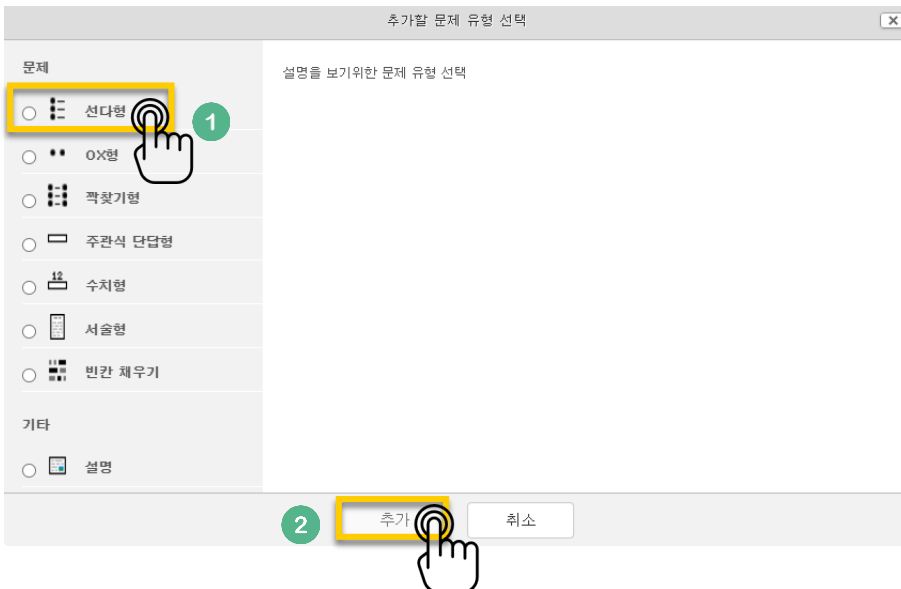 추가할 문제 유형 선택
문제
설명을 보기위한 문제 유형 선택
선다형
1
OX형
짝찾기형
주관식 단답형
12
수치형
서술형
빈칸 채우기
기타
설명
2
추가
취소